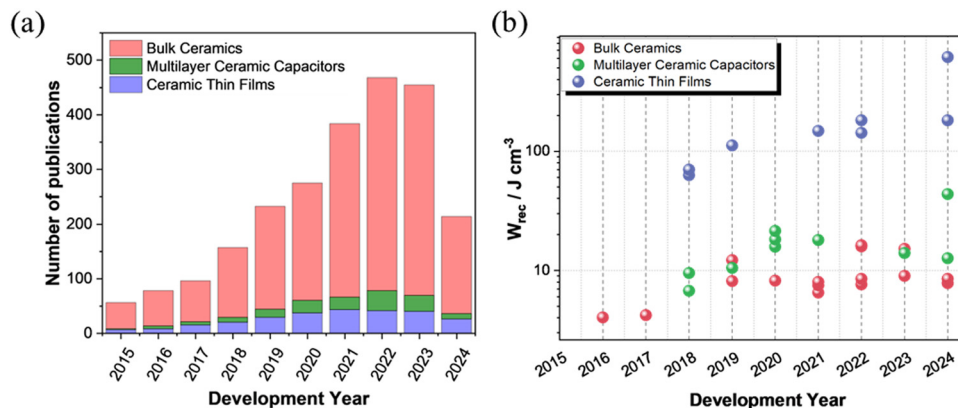 (a)
Number of publications
500
400
300
200
100
0
Bulk Ceramics
Multilayer Ceramic Capacitors
Ceramic Thin Films
2015
2016
2017
2018
2019
2020
2021
2022
2023
2024
Development Year
(b)
W_rec / J cm⁻³
100
10
Bulk Ceramics
Multilayer Ceramic Capacitors
Ceramic Thin Films
2015
2016
2017
2018
2019
2020
2021
2022
2023
2024
Development Year